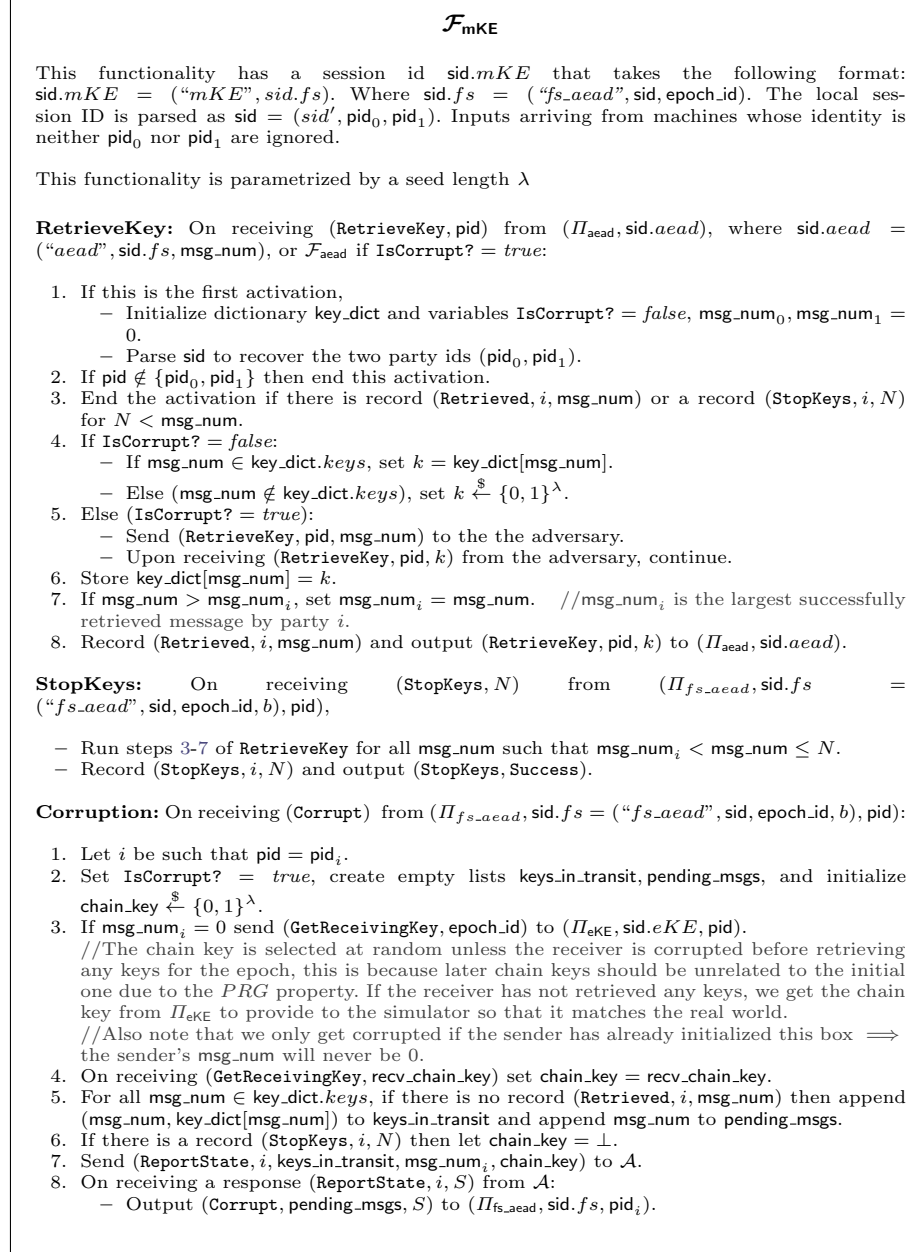 𝓕mKE
This functionality has a session id sid.mKE that takes the following format:
sid.mKE = (“mKE”, sid.fs). Where sid.fs = (“fs_aead”, sid, epoch_id). The local ses-
sion ID is parsed as sid = (sid′, pid₀, pid₁). Inputs arriving from machines whose identity is
neither pid₀ nor pid₁ are ignored.
This functionality is parametrized by a seed length λ
RetrieveKey: On receiving (RetrieveKey, pid) from (Πaead, sid.aead), where sid.aead =
(“aead”, sid.fs, msg_num), or 𝓕aead if IsCorrupt? = true:
1. If this is the first activation,
– Initialize dictionary key_dict and variables IsCorrupt? = false, msg_num₀, msg_num₁ =
0.
– Parse sid to recover the two party ids (pid₀, pid₁).
2. If pid ∉ {pid₀, pid₁} then end this activation.
3. End the activation if there is record (Retrieved, i, msg_num) or a record (StopKeys, i, N)
for N < msg_num.
4. If IsCorrupt? = false:
– If msg_num ∈ key_dict.keys, set k = key_dict[msg_num].
– Else (msg_num ∉ key_dict.keys), set k ←$ {0, 1}^λ.
5. Else (IsCorrupt? = true):
– Send (RetrieveKey, pid, msg_num) to the the adversary.
– Upon receiving (RetrieveKey, pid, k) from the adversary, continue.
6. Store key_dict[msg_num] = k.
7. If msg_num > msg_numᵢ, set msg_numᵢ = msg_num. //msg_numᵢ is the largest successfully
retrieved message by party i.
8. Record (Retrieved, i, msg_num) and output (RetrieveKey, pid, k) to (Πaead, sid.aead).
StopKeys: On receiving (StopKeys, N) from (Πfs_aead, sid.fs =
(“fs_aead”, sid, epoch_id, b), pid),
– Run steps 3-7 of RetrieveKey for all msg_num such that msg_numᵢ < msg_num ≤ N.
– Record (StopKeys, i, N) and output (StopKeys, Success).
Corruption: On receiving (Corrupt) from (Πfs_aead, sid.fs = (“fs_aead”, sid, epoch_id, b), pid):
1. Let i be such that pid = pidᵢ.
2. Set IsCorrupt? = true, create empty lists keys_in_transit, pending_msgs, and initialize
chain_key ←$ {0, 1}^λ.
3. If msg_numᵢ = 0 send (GetReceivingKey, epoch_id) to (ΠeKE, sid.eKE, pid).
//The chain key is selected at random unless the receiver is corrupted before retrieving
any keys for the epoch, this is because later chain keys should be unrelated to the initial
one due to the PRG property. If the receiver has not retrieved any keys, we get the chain
key from ΠeKE to provide to the simulator so that it matches the real world.
//Also note that we only get corrupted if the sender has already initialized this box ⟹
the sender’s msg_num will never be 0.
4. On receiving (GetReceivingKey, recv_chain_key) set chain_key = recv_chain_key.
5. For all msg_num ∈ key_dict.keys, if there is no record (Retrieved, i, msg_num) then append
(msg_num, key_dict[msg_num]) to keys_in_transit and append msg_num to pending_msgs.
6. If there is a record (StopKeys, i, N) then let chain_key = ⊥.
7. Send (ReportState, i, keys_in_transit, msg_numᵢ, chain_key) to 𝒜.
8. On receiving a response (ReportState, i, S) from 𝒜:
– Output (Corrupt, pending_msgs, S) to (Πfs_aead, sid.fs, pidᵢ).